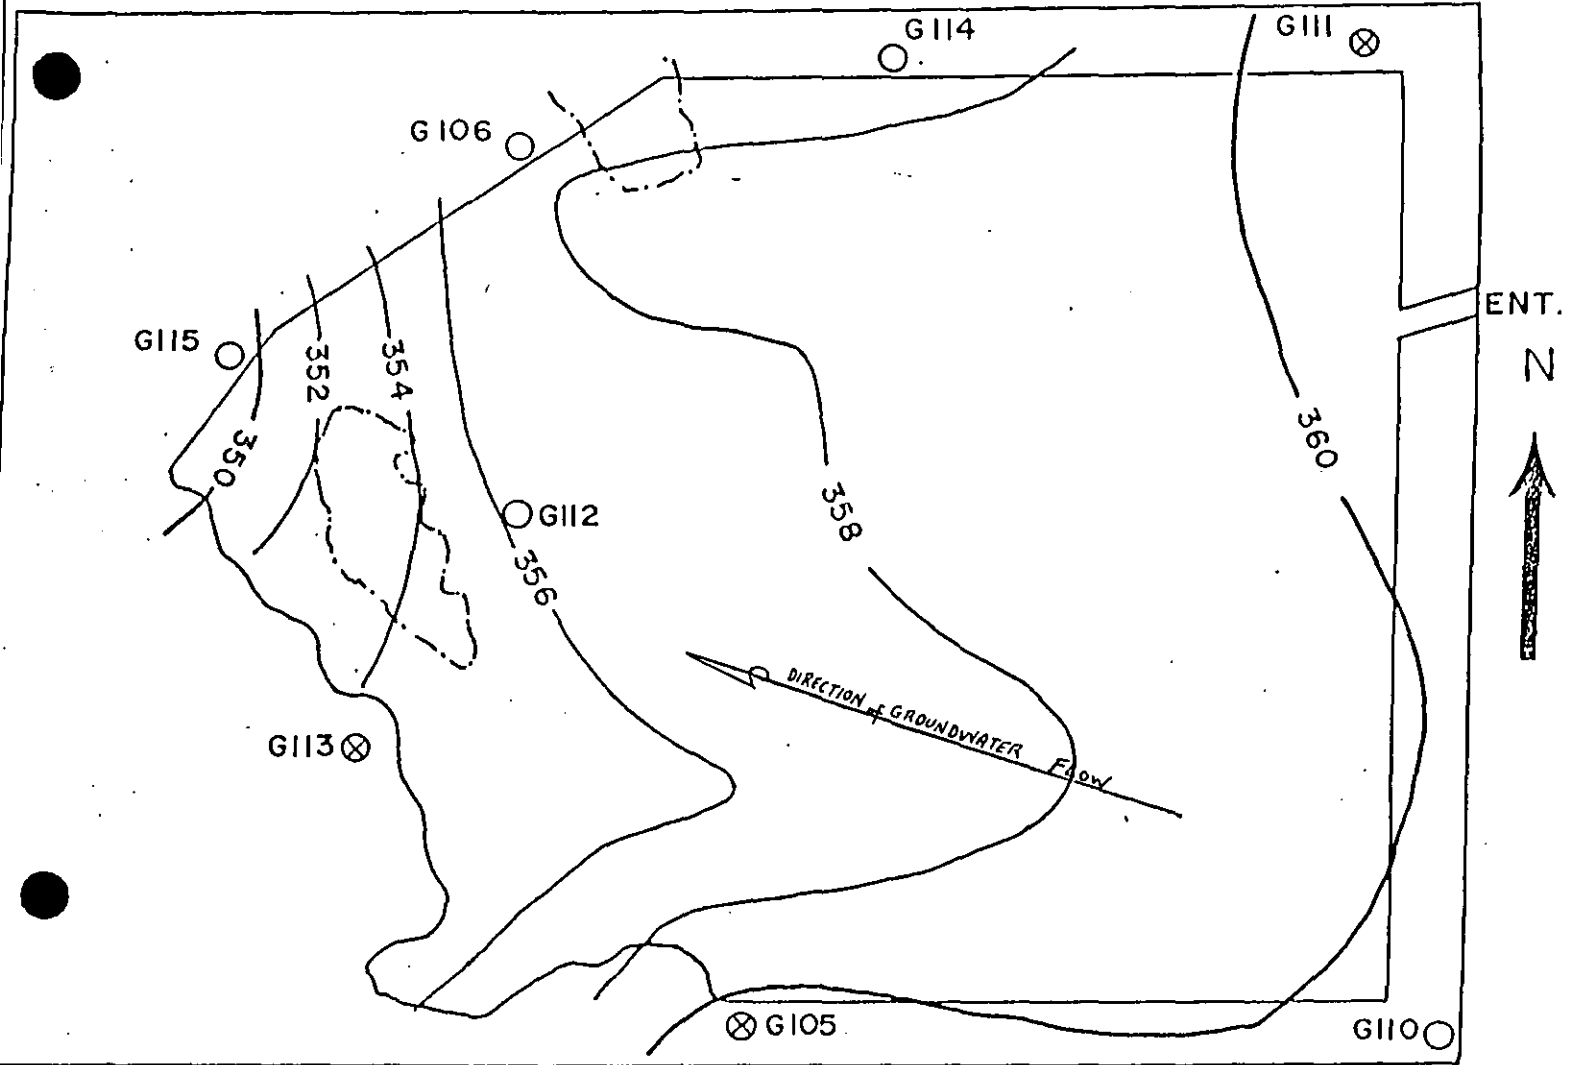 G114
G111
G106
ENT.
G115
N
352
354
350
360
358
G112
356
DIRECTION of GROUNDWATER FLOW
G113
G105
G110